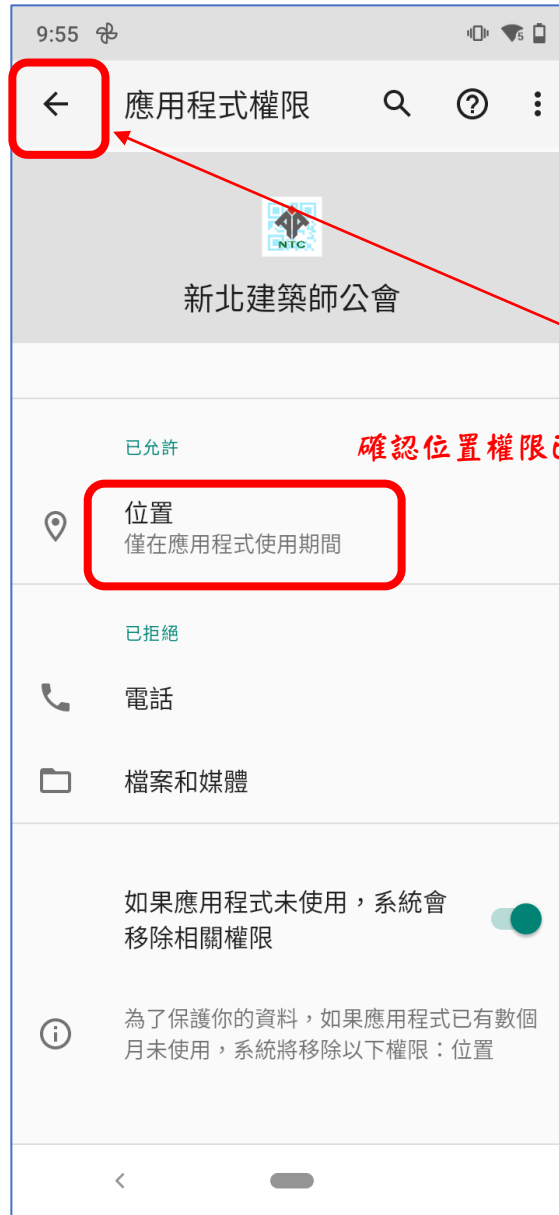 9:55
應用程式權限
NTC
新北建築師公會
已允許
確認位置權限
位置
僅在應用程式使用期間
已拒絕
電話
檔案和媒體
如果應用程式未使用，系統會
移除相關權限
為了保護你的資料，如果應用程式已有數個
月未使用，系統將移除以下權限：位置